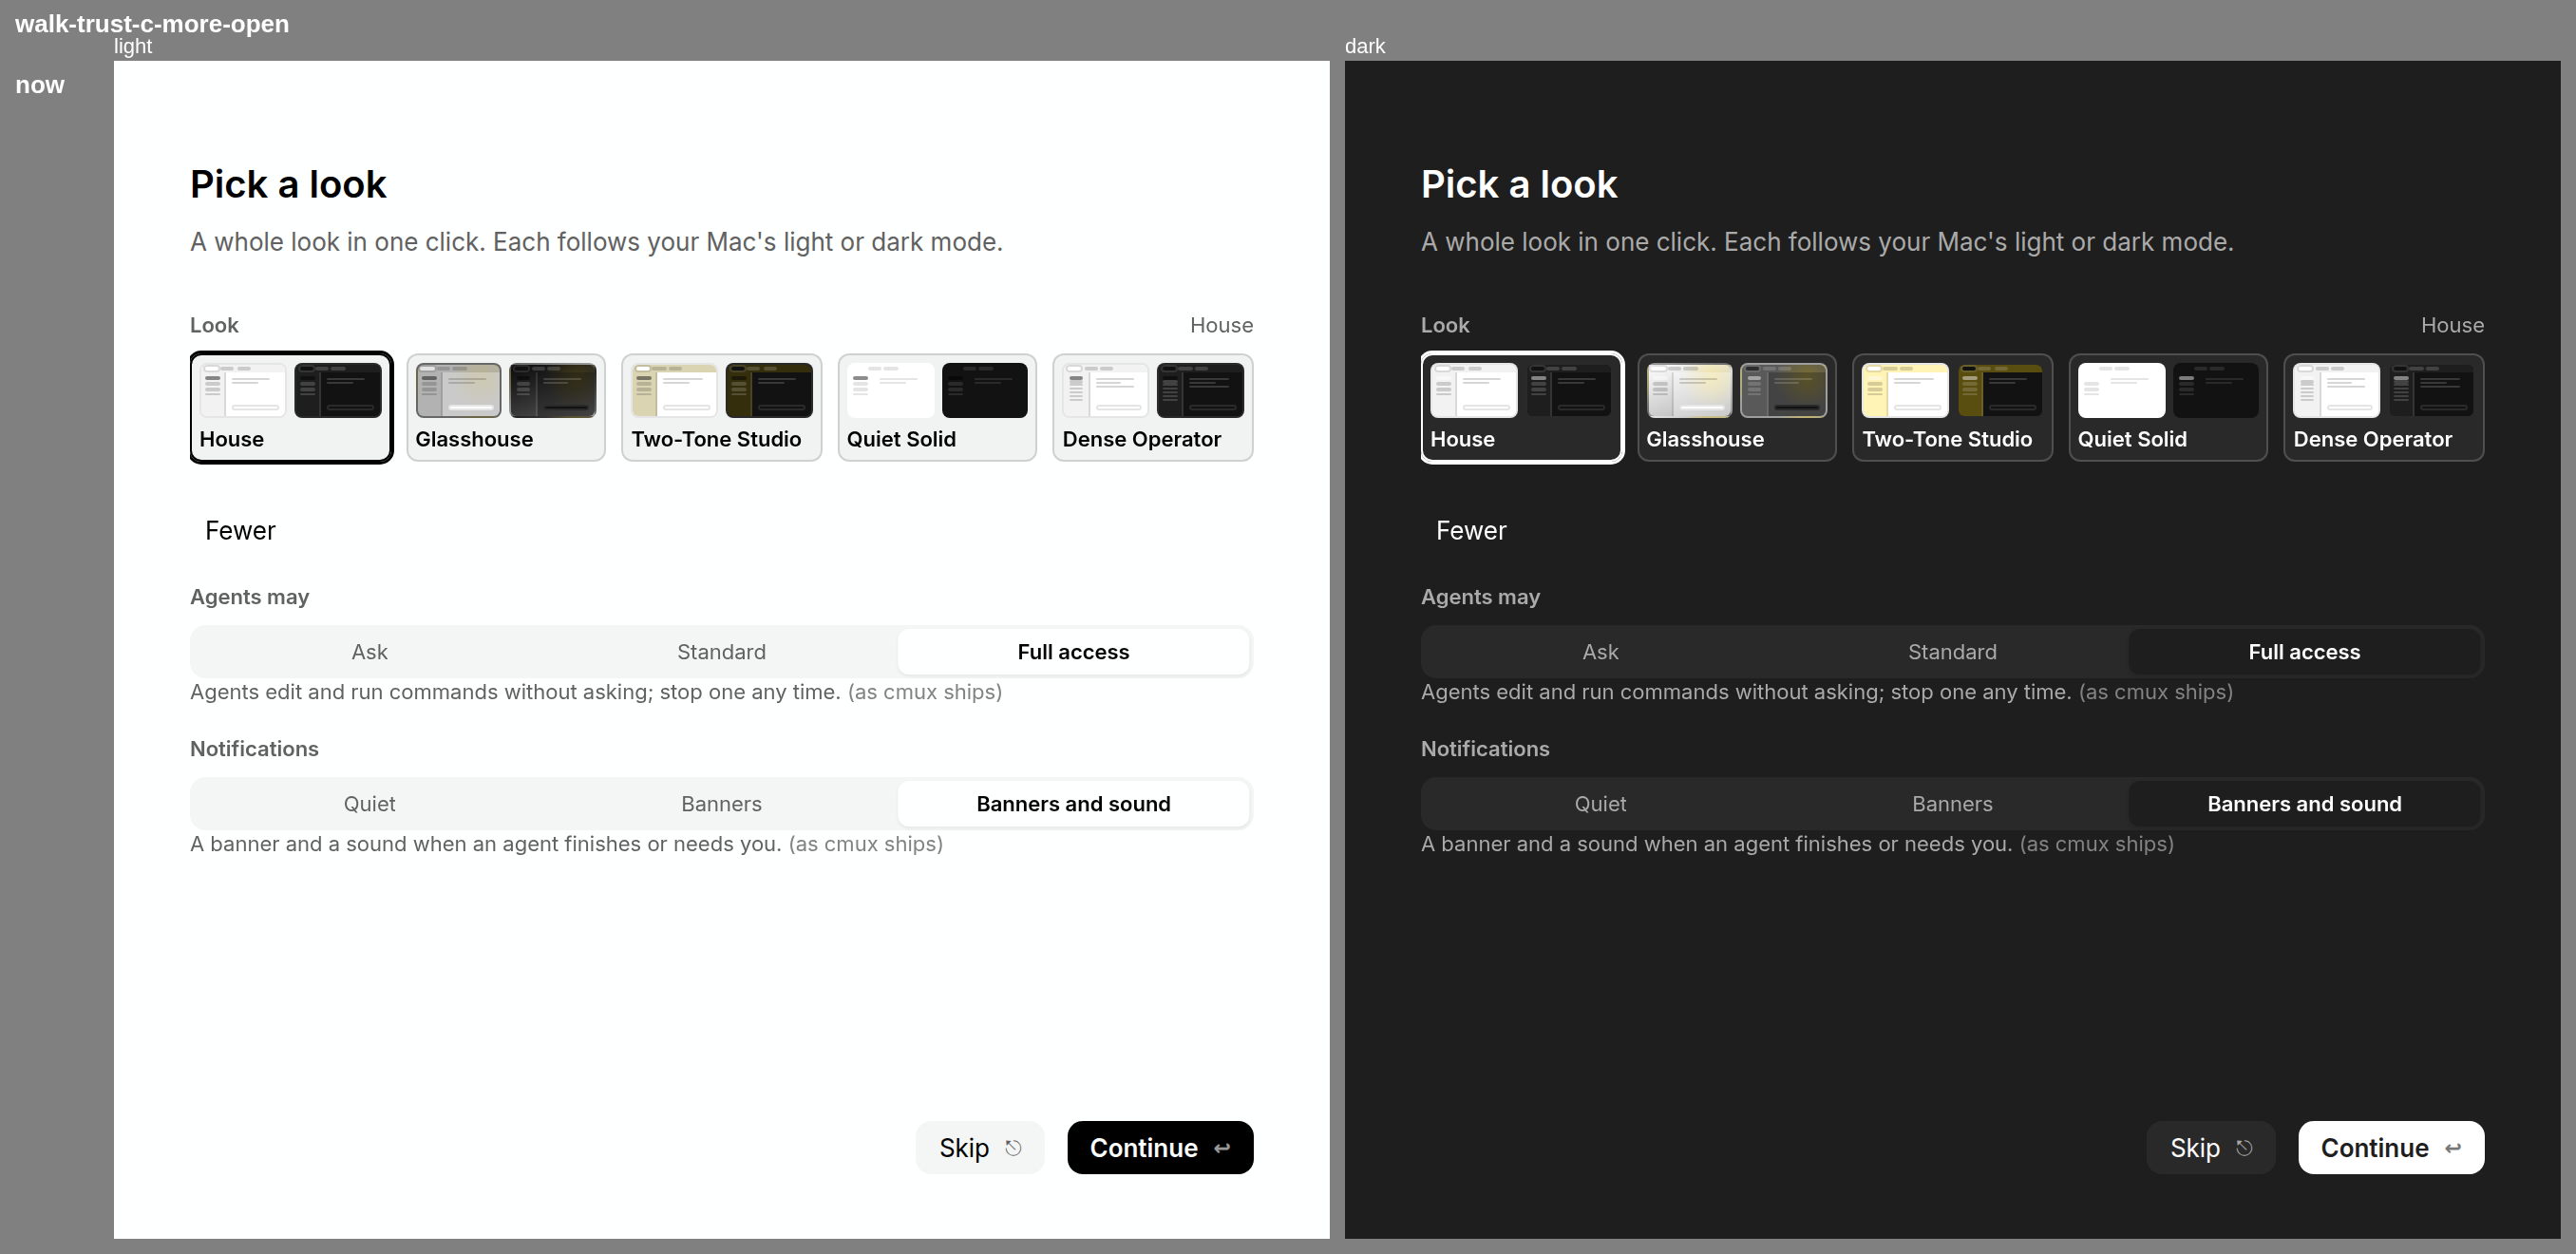 walk-trust-c-more-open
light
dark
now
Pick a look
A whole look in one click. Each follows your Mac's light or dark mode.
Look
House
House
Glasshouse
Two-Tone Studio
Quiet Solid
Dense Operator
Fewer
Agents may
Ask
Standard
Full access
Agents edit and run commands without asking; stop one any time. (as cmux ships)
Notifications
Quiet
Banners
Banners and sound
A banner and a sound when an agent finishes or needs you. (as cmux ships)
Skip
Continue
Pick a look
A whole look in one click. Each follows your Mac's light or dark mode.
Look
House
House
Glasshouse
Two-Tone Studio
Quiet Solid
Dense Operator
Fewer
Agents may
Ask
Standard
Full access
Agents edit and run commands without asking; stop one any time. (as cmux ships)
Notifications
Quiet
Banners
Banners and sound
A banner and a sound when an agent finishes or needs you. (as cmux ships)
Skip
Continue